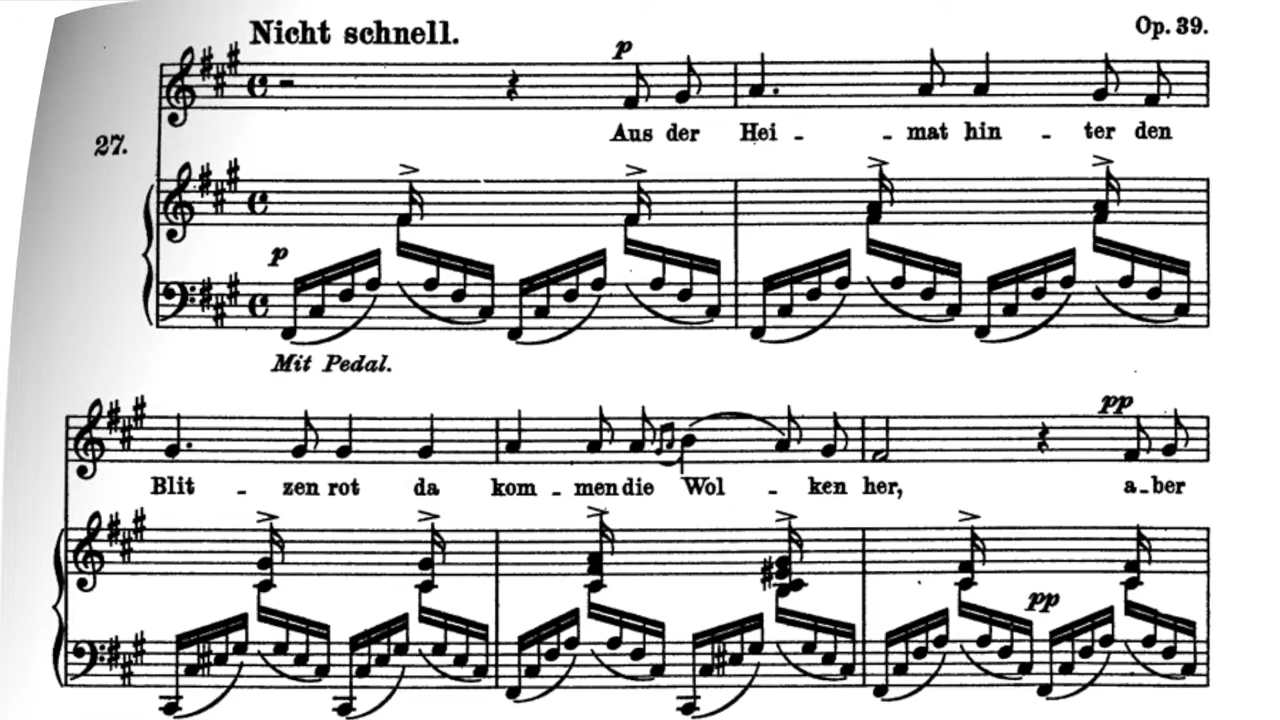 Nicht schnell.
Op. 39.
p
27.
Aus der Hei - - mat hin - ter den
p
Mit Pedal.
pp
Blit - zen rot da kom - men die Wol - ken her, a - ber
pp